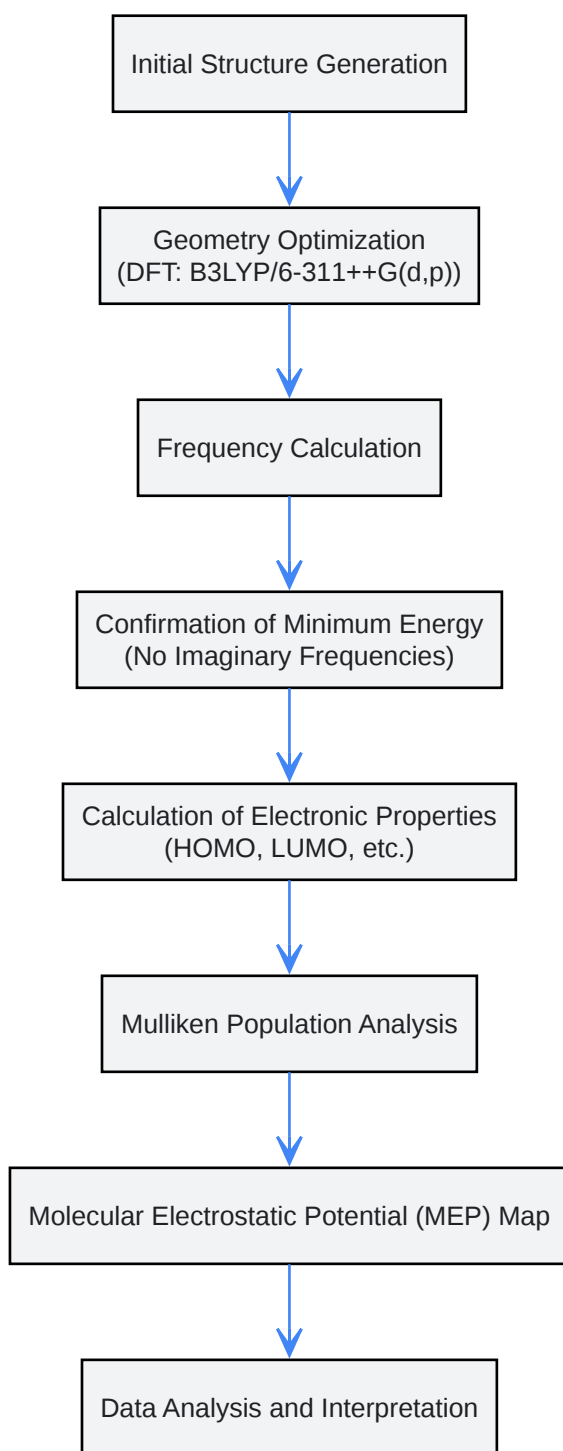 Initial Structure Generation
Geometry Optimization
(DFT: B3LYP/6-311++G(d,p))
Frequency Calculation
Confirmation of Minimum Energy
(No Imaginary Frequencies)
Calculation of Electronic Properties
(HOMO, LUMO, etc.)
Mulliken Population Analysis
Molecular Electrostatic Potential (MEP) Map
Data Analysis and Interpretation